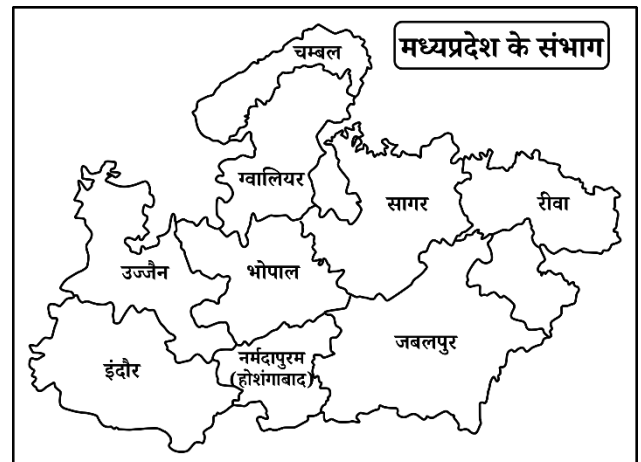 मध्यप्रदेश के संभाग
चम्बल
ग्वालियर
सागर
रीवा
उज्जैन
भोपाल
जबलपुर
इंदौर
नर्मदापुरम
(होशंगाबाद)